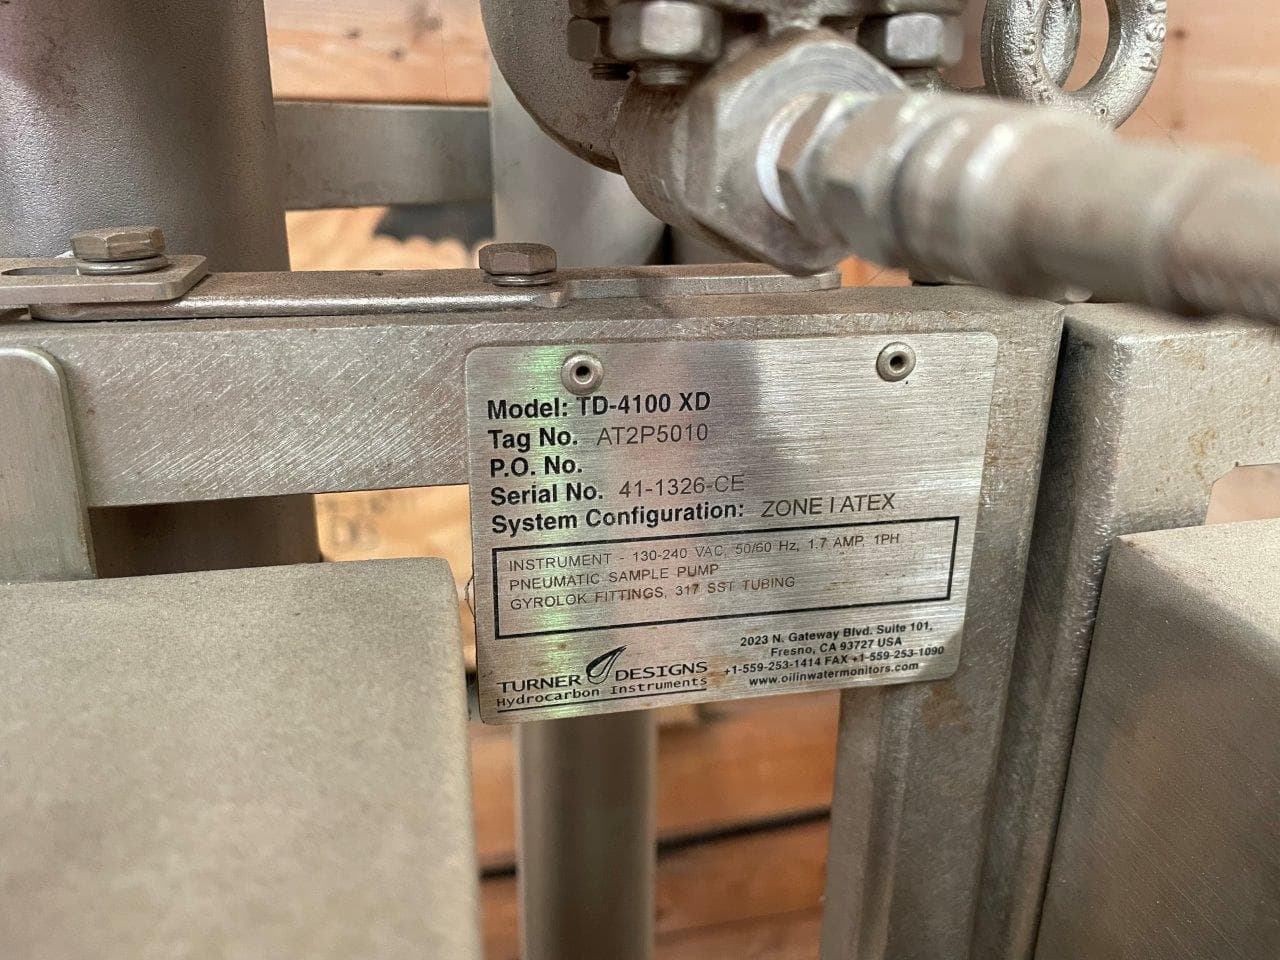 Model: TD-4100 XD
Tag No. AT2P5010
P.O. No.
Serial No. 41-1326-CE
System Configuration: ZONE I ATEX
INSTRUMENT - 130-240 VAC, 50/60 Hz, 1.7 AMP, 1PH
PNEUMATIC SAMPLE PUMP
GYROLOK FITTINGS, 317 SST TUBING
TURNER DESIGNS
Hydrocarbon Instruments
2023 N. Gateway Blvd. Suite 101,
Fresno, CA 93727 USA
+1-559-253-1414 FAX +1-559-253-1090
www.oilinwatermonitors.com